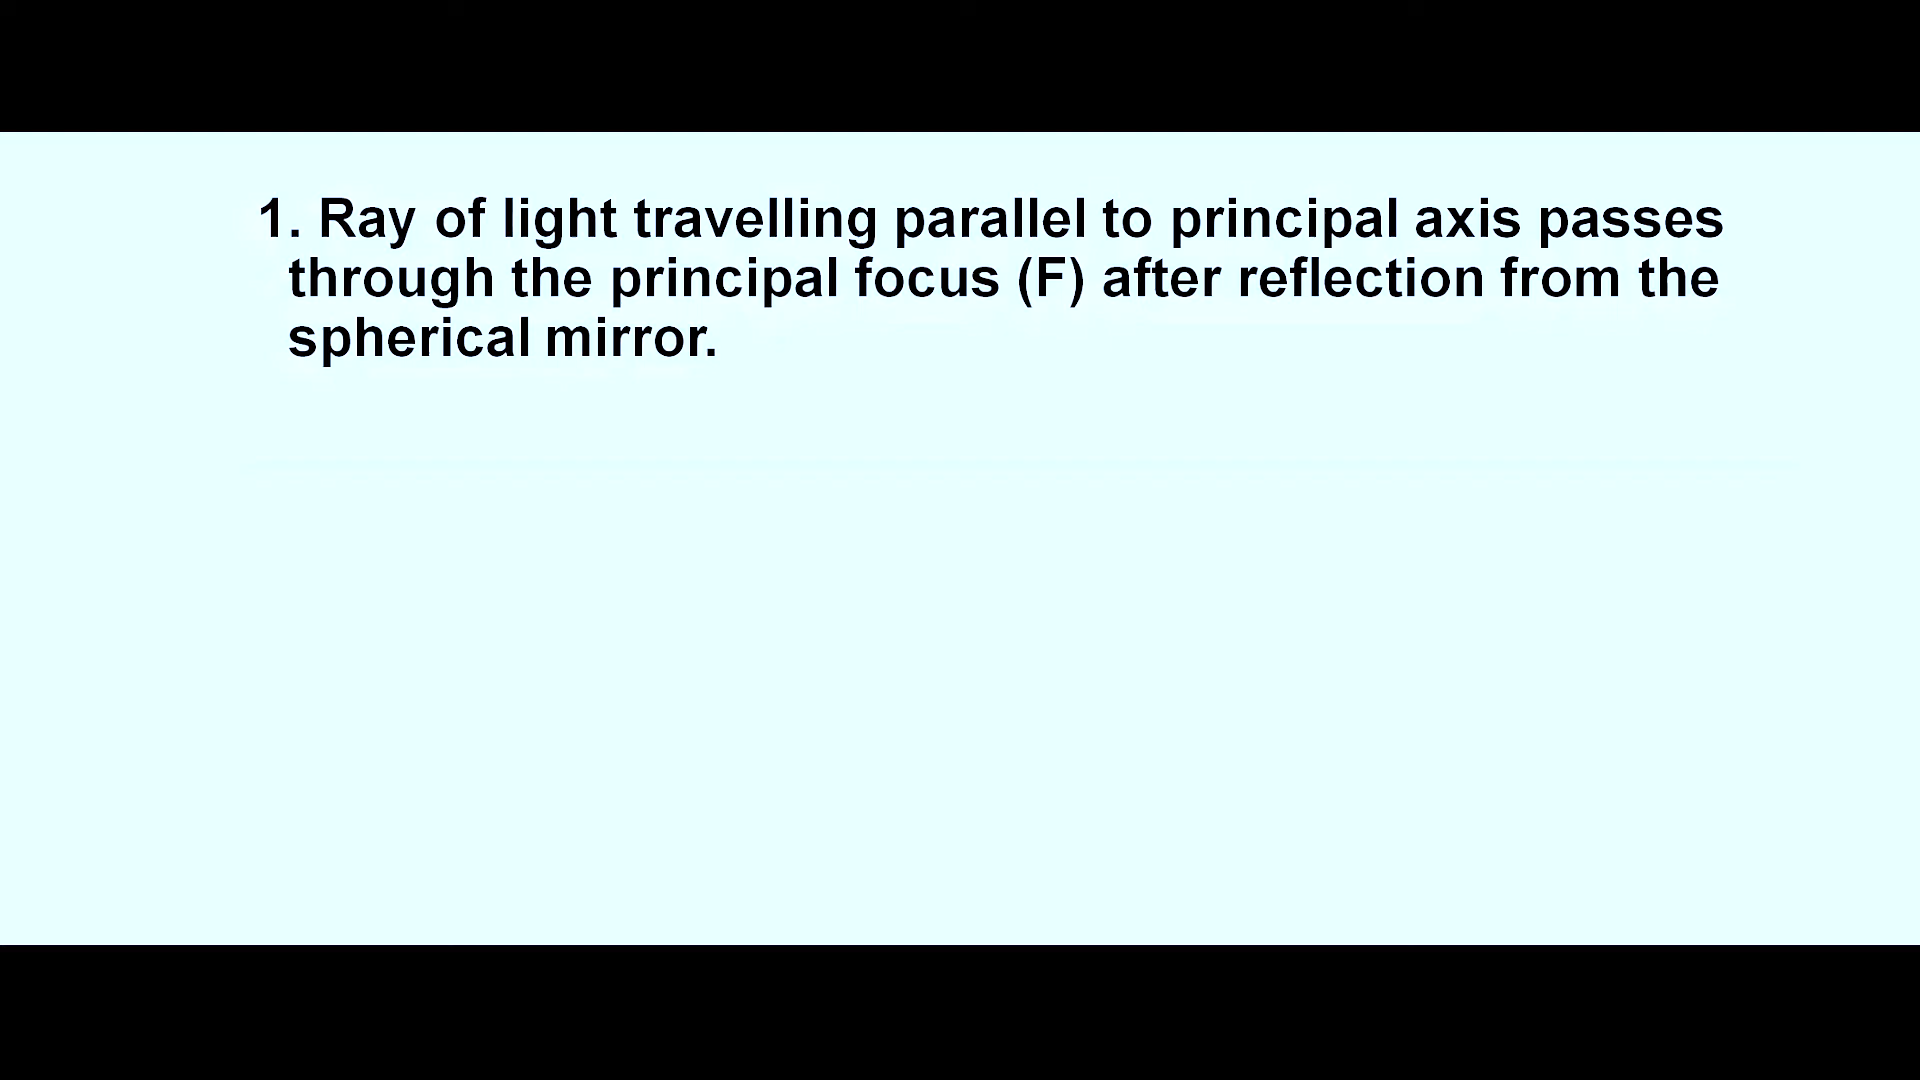 1. Ray of light travelling parallel to principal axis passes
through the principal focus (F) after reflection from the
spherical mirror.